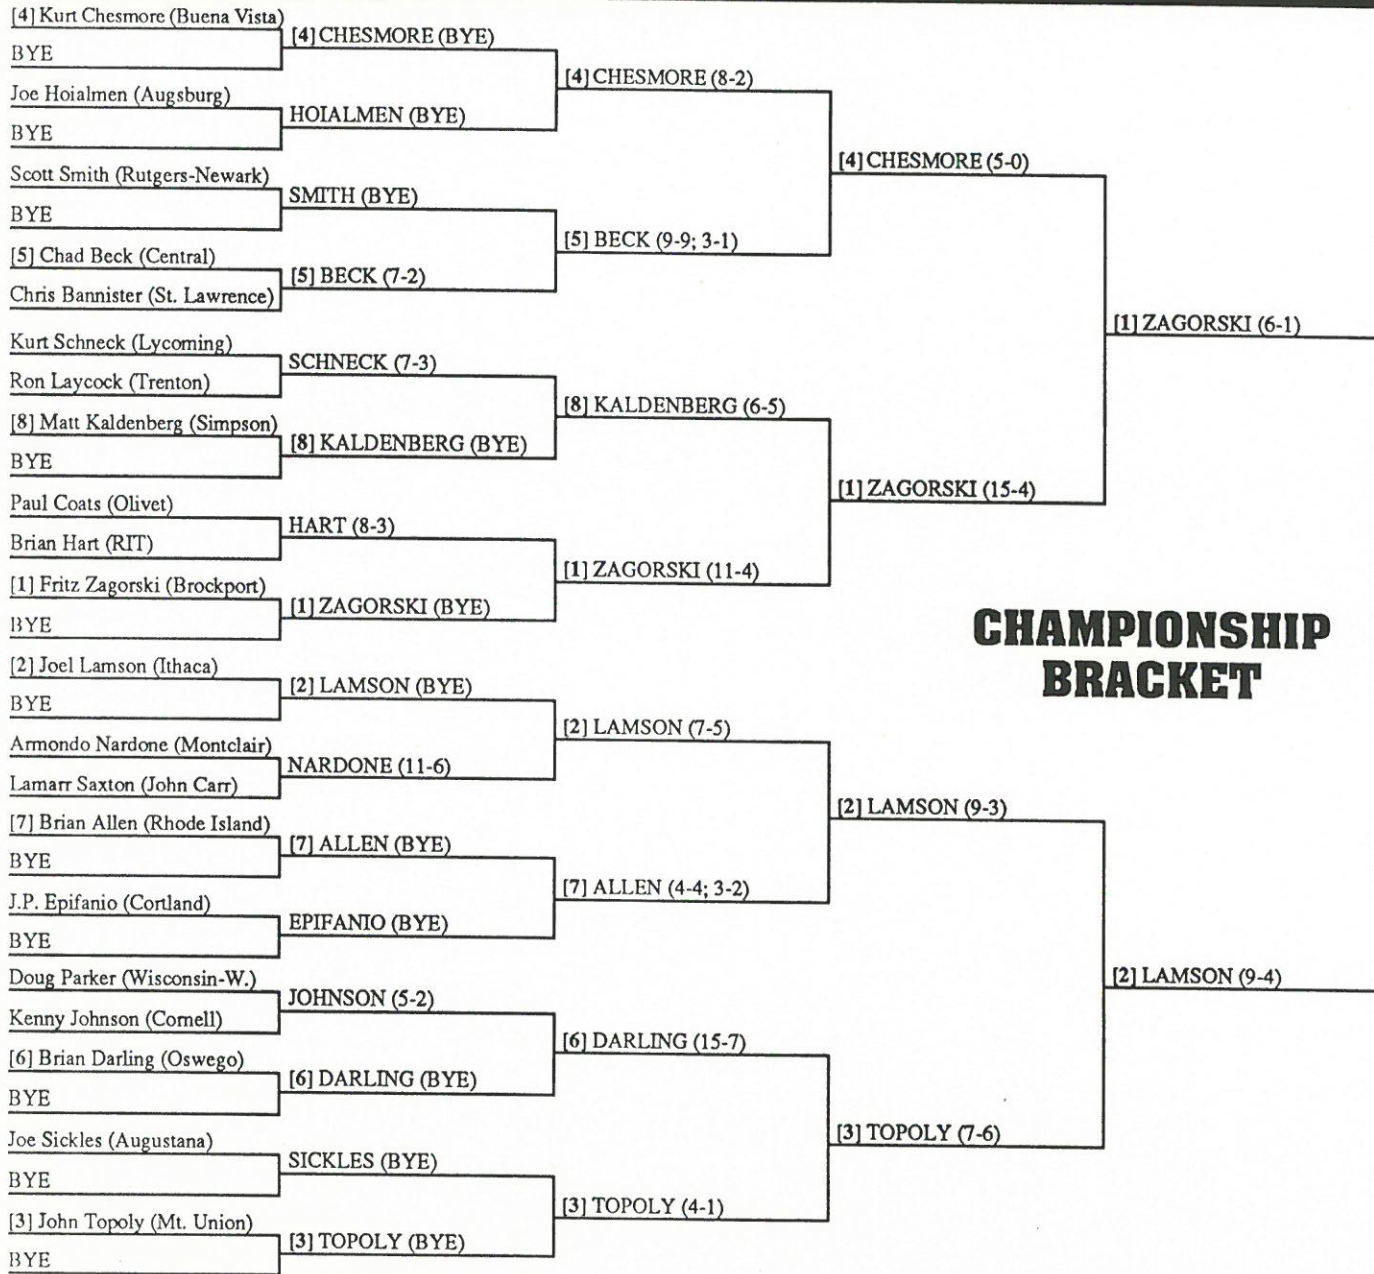 [4] Kurt Chesmore (Buena Vista)
BYE
Joe Hoialmen (Augsburg)
BYE
Scott Smith (Rutgers-Newark)
BYE
[5] Chad Beck (Central)
Chris Bannister (St. Lawrence)
Kurt Schneck (Lycoming)
Ron Laycock (Trenton)
[8] Matt Kaldenberg (Simpson)
BYE
Paul Coats (Olivet)
Brian Hart (RIT)
[1] Fritz Zagorski (Brockport)
BYE
[2] Joel Lamson (Ithaca)
BYE
Armondo Nardone (Montclair)
Lamarr Saxton (John Carr)
[7] Brian Allen (Rhode Island)
BYE
J.P. Epifanio (Cortland)
BYE
Doug Parker (Wisconsin-W.)
Kenny Johnson (Cornell)
[6] Brian Darling (Oswego)
BYE
Joe Sickles (Augustana)
BYE
[3] John Topoly (Mt. Union)
BYE
[4] CHESMORE (BYE)
HOIALMEN (BYE)
SMITH (BYE)
[5] BECK (7-2)
SCHNECK (7-3)
[8] KALDENBERG (BYE)
HART (8-3)
[1] ZAGORSKI (BYE)
[2] LAMSON (BYE)
NARDONE (11-6)
[7] ALLEN (BYE)
EPIFANIO (BYE)
JOHNSON (5-2)
[6] DARLING (BYE)
SICKLES (BYE)
[3] TOPOLY (BYE)
[4] CHESMORE (8-2)
[5] BECK (9-9; 3-1)
[8] KALDENBERG (6-5)
[1] ZAGORSKI (11-4)
[2] LAMSON (7-5)
[7] ALLEN (4-4; 3-2)
[6] DARLING (15-7)
[3] TOPOLY (4-1)
[4] CHESMORE (5-0)
[1] ZAGORSKI (15-4)
[2] LAMSON (9-3)
[3] TOPOLY (7-6)
[1] ZAGORSKI (6-1)
[2] LAMSON (9-4)
CHAMPIONSHIP
BRACKET